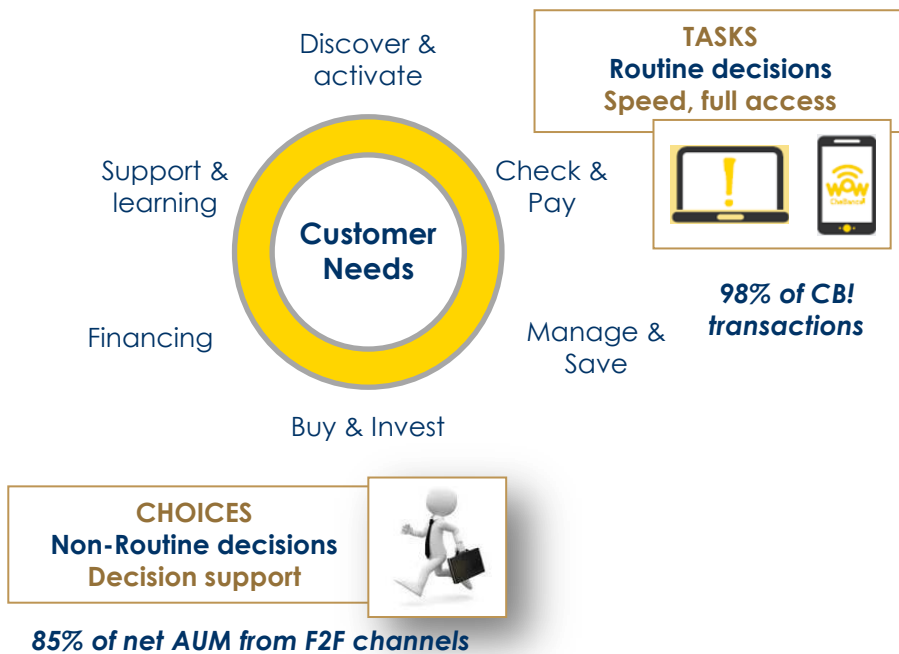 Discover &
activate
TASKS
Routine decisions
Speed, full access
Support &
learning
Check &
Pay
WOW
CheBanca!
Customer
Needs
98% of CB!
transactions
Financing
Manage &
Save
Buy & Invest
CHOICES
Non-Routine decisions
Decision support
85% of net AUM from F2F channels